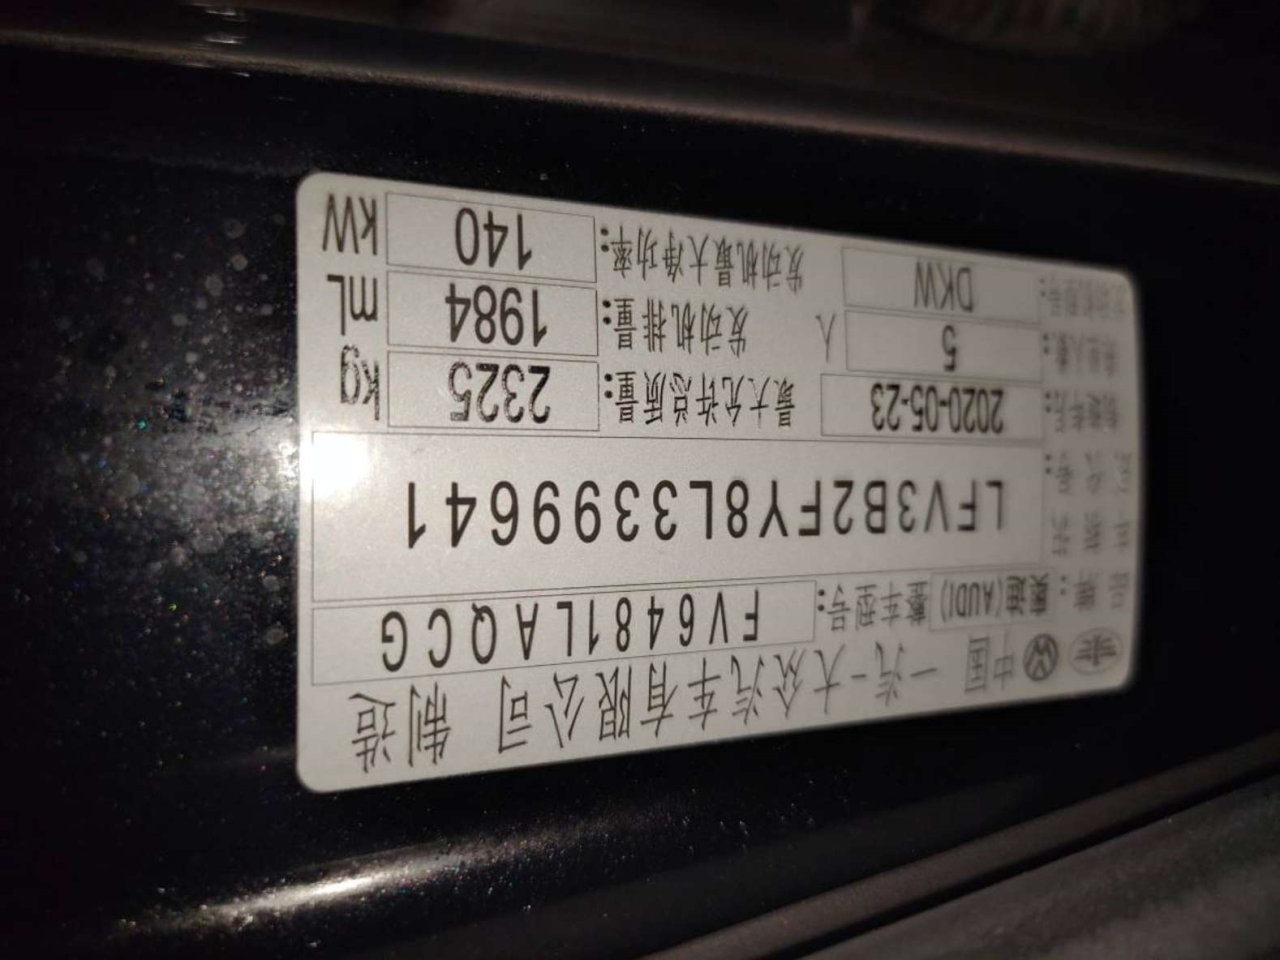 中国 一汽-大众汽车有限公司 制造
品牌: 奥迪(AUDI) 整车型号: FV6481LAQCG
车辆识别代号: LFV3B2FY8L3399641
制造年月: 2020-05-23 最大允许总质量: 2325 kg
乘坐人数: 5 人 发动机排量: 1984 mL
发动机型号: DKW 发动机最大净功率: 140 kW